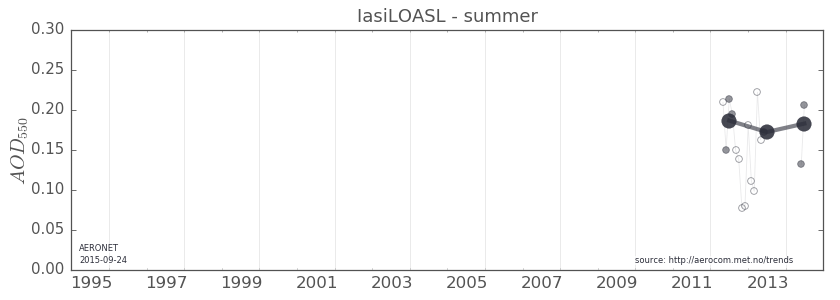 IasiLOASL - summer
0.30
0.25
0.20
0.15
0.10
0.05
0.00
AOD550
AERONET
2015-09-24
source: http://aerocom.met.no/trends
1995 1997 1999 2001 2003 2005 2007 2009 2011 2013